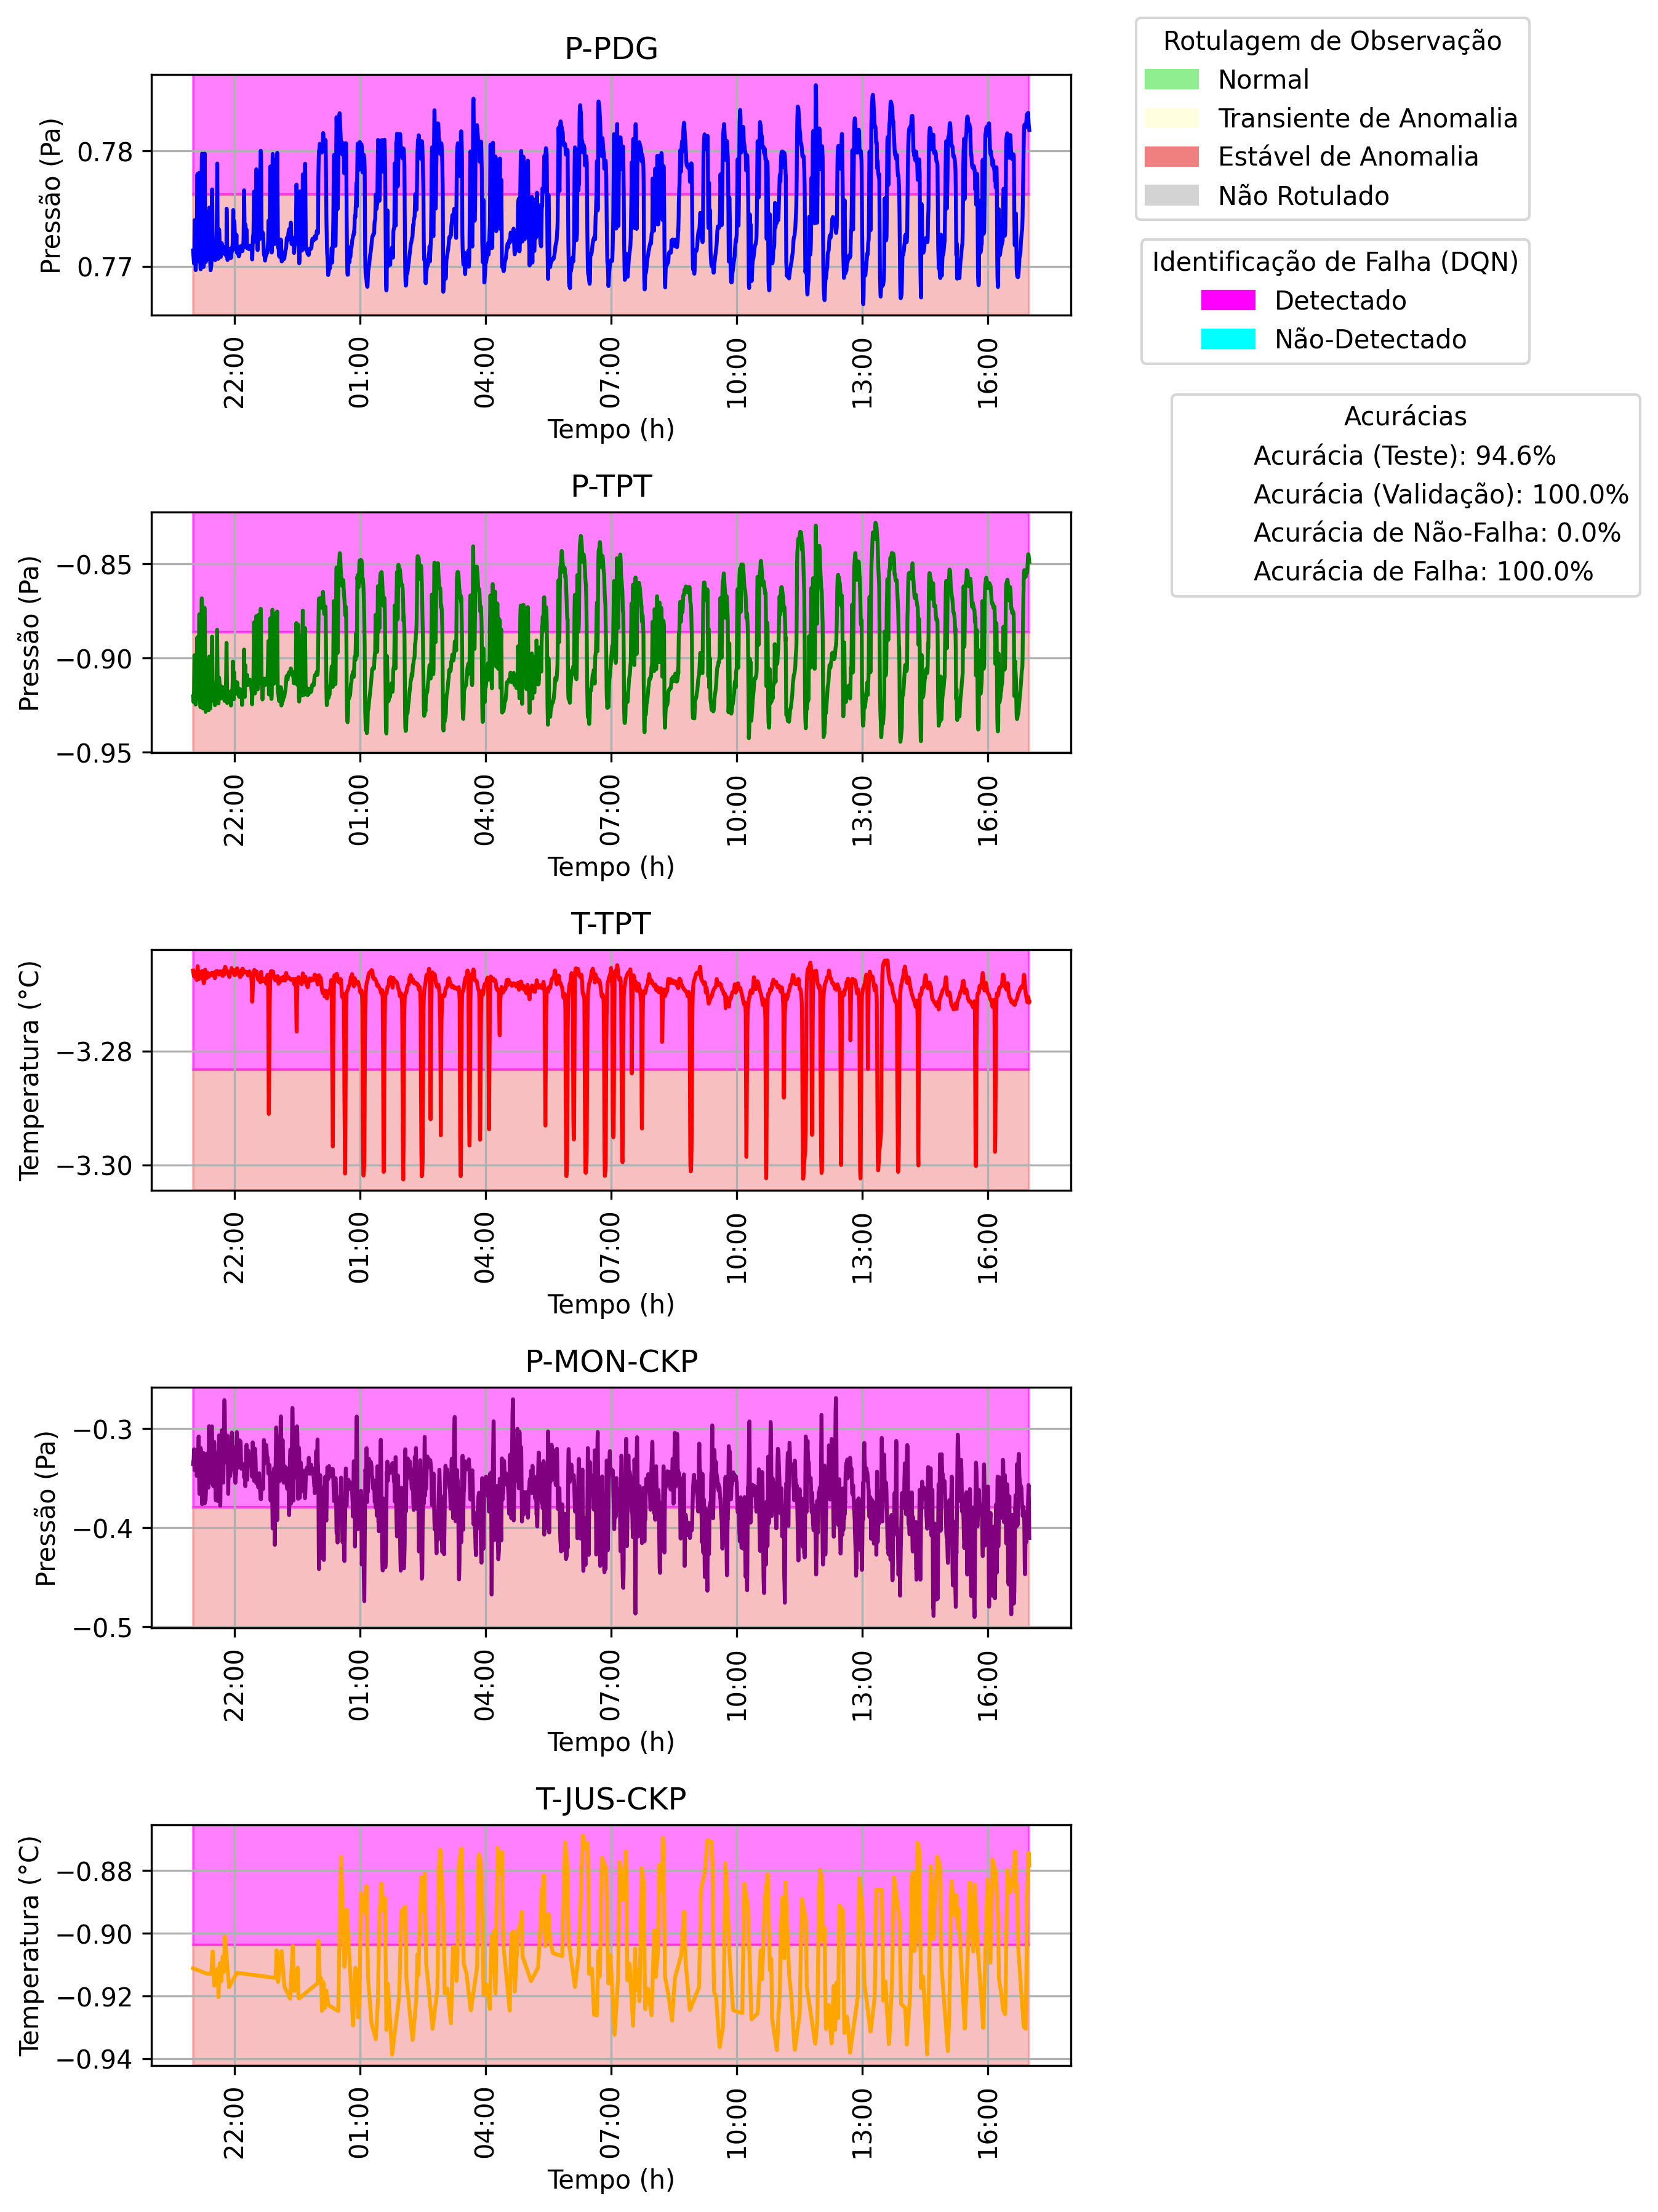 P-PDG
Pressão (Pa)
0.78
0.77
22:00
01:00
04:00
07:00
10:00
13:00
16:00
Tempo (h)
Rotulagem de Observação
Normal
Transiente de Anomalia
Estável de Anomalia
Não Rotulado
Identificação de Falha (DQN)
Detectado
Não-Detectado
Acurácias
Acurácia (Teste): 94.6%
Acurácia (Validação): 100.0%
Acurácia de Não-Falha: 0.0%
Acurácia de Falha: 100.0%
P-TPT
Pressão (Pa)
−0.85
−0.90
−0.95
22:00
01:00
04:00
07:00
10:00
13:00
16:00
Tempo (h)
T-TPT
Temperatura (°C)
−3.28
−3.30
22:00
01:00
04:00
07:00
10:00
13:00
16:00
Tempo (h)
P-MON-CKP
Pressão (Pa)
−0.3
−0.4
−0.5
22:00
01:00
04:00
07:00
10:00
13:00
16:00
Tempo (h)
T-JUS-CKP
Temperatura (°C)
−0.88
−0.90
−0.92
−0.94
22:00
01:00
04:00
07:00
10:00
13:00
16:00
Tempo (h)